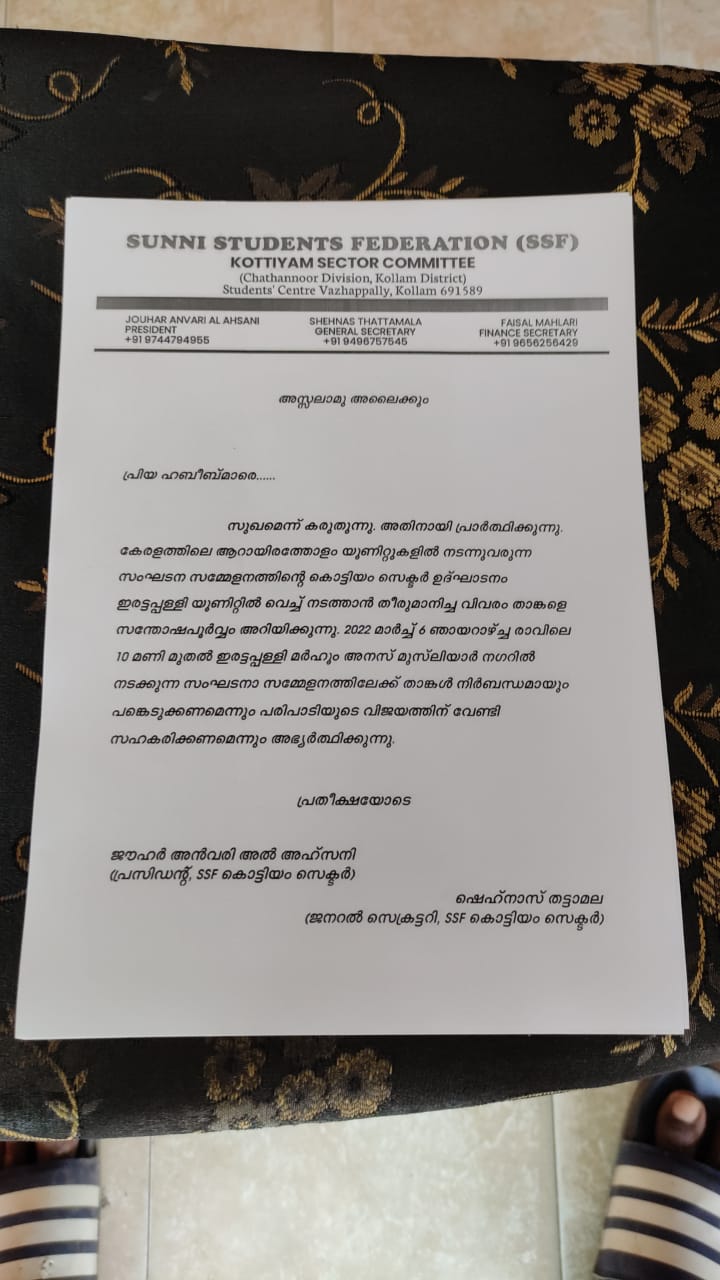 SUNNI STUDENTS FEDERATION (SSF)
KOTTIYAM SECTOR COMMITTEE
(Chathannoor Division, Kollam District)
Students' Centre Vazhappally, Kollam 691589
JOUHAR ANVARI AL AHSANI
PRESIDENT
+91 9744794955
SHEHNAS THATTAMALA
GENERAL SECRETARY
+91 9496757545
FAISAL MAHLARI
FINANCE SECRETARY
+91 9656256429
അസ്സലാമു അലൈക്കും
പ്രിയ ഹബീബ്മാരെ......
സുഖമെന്ന് കരുതുന്നു. അതിനായി പ്രാർത്ഥിക്കുന്നു.
കേരളത്തിലെ ആറായിരത്തോളം യൂണിറ്റുകളിൽ നടന്നുവരുന്ന
സംഘടന സമ്മേളനത്തിന്റെ കൊട്ടിയം സെക്ടർ ഉദ്ഘാടനം
ഇരട്ടപ്പള്ളി യൂണിറ്റിൽ വെച്ച് നടത്താൻ തീരുമാനിച്ച വിവരം താങ്കളെ
സന്തോഷപൂർവ്വം അറിയിക്കുന്നു. 2022 മാർച്ച് 6 ഞായറാഴ്ച്ച രാവിലെ
10 മണി മുതൽ ഇരട്ടപ്പള്ളി മർഹൂം അനസ് മുസ്‌ലിയാർ നഗറിൽ
നടക്കുന്ന സംഘടനാ സമ്മേളനത്തിലേക്ക് താങ്കൾ നിർബന്ധമായും
പങ്കെടുക്കണമെന്നും പരിപാടിയുടെ വിജയത്തിന് വേണ്ടി
സഹകരിക്കണമെന്നും അഭ്യർത്ഥിക്കുന്നു.
പ്രതീക്ഷയോടെ
ജൗഹർ അൻവരി അൽ അഹ്സനി
(പ്രസിഡന്റ്, SSF കൊട്ടിയം സെക്ടർ)
ഷെഹ്നാസ് തട്ടാമല
(ജനറൽ സെക്രട്ടറി, SSF കൊട്ടിയം സെക്ടർ)